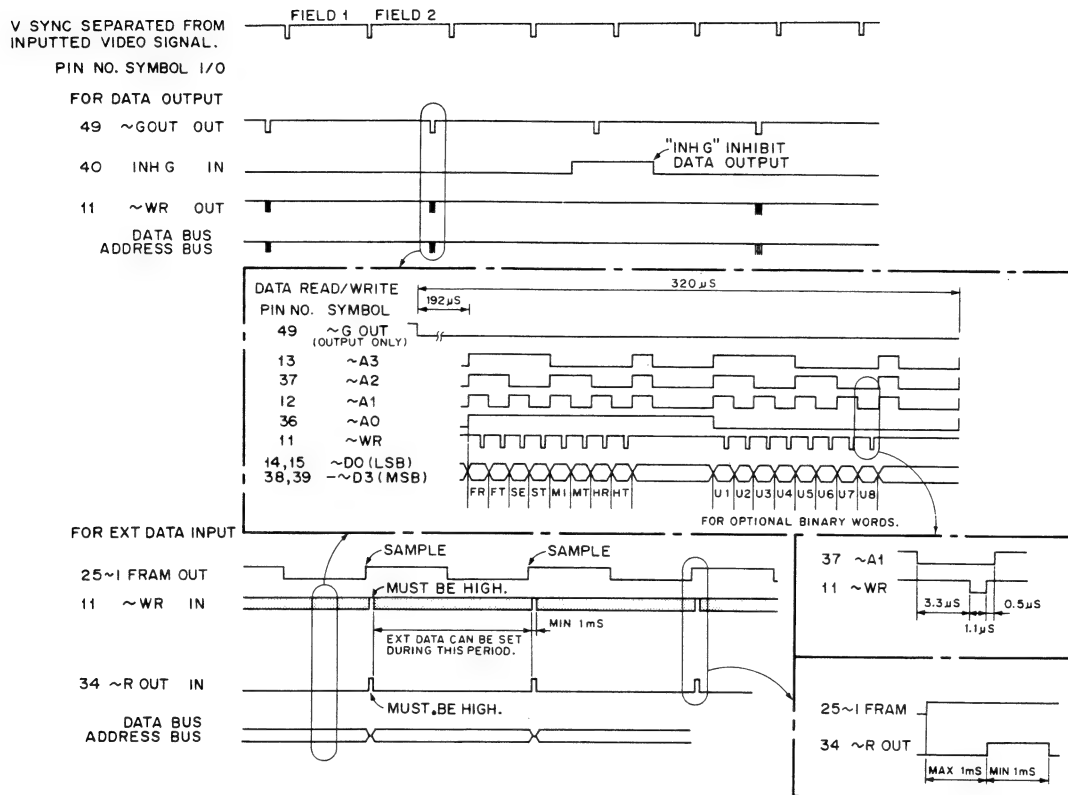 FIELD 1 FIELD 2
V SYNC SEPARATED FROM
INPUTTED VIDEO SIGNAL.
PIN NO. SYMBOL I/O
FOR DATA OUTPUT
49 ~GOUT OUT
40 INH G IN
"INH G" INHIBIT
DATA OUTPUT
11 ~WR OUT
DATA BUS
ADDRESS BUS
DATA READ/WRITE
320µS
PIN NO. SYMBOL
192µS
49 ~G OUT
(OUTPUT ONLY)
13 ~A3
37 ~A2
12 ~A1
36 ~A0
11 ~WR
14,15 ~D0 (LSB)
38,39 -~D3 (MSB)
FR FT SE ST MI MT HR HT U1 U2 U3 U4 U5 U6 U7 U8
FOR OPTIONAL BINARY WORDS.
FOR EXT DATA INPUT
SAMPLE SAMPLE
25~I FRAM OUT
MUST BE HIGH.
11 ~WR IN
MIN 1mS
EXT DATA CAN BE SET
DURING THIS PERIOD.
34 ~R OUT IN
MUST BE HIGH.
DATA BUS
ADDRESS BUS
37 ~A1
11 ~WR
3.3µS 0.5µS
1.1µS
25~I FRAM
34 ~R OUT
MAX 1mS MIN 1mS